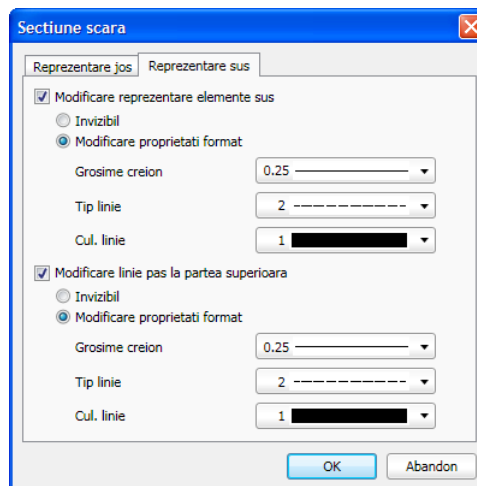 Sectiune scara
Reprezentare jos Reprezentare sus
Modificare reprezentare elemente sus
Invizibil
Modificare proprietati format
Grosime creion 0.25
Tip linie 2
Cul. linie 1
Modificare linie pas la partea superioara
Invizibil
Modificare proprietati format
Grosime creion 0.25
Tip linie 2
Cul. linie 1
OK Abandon